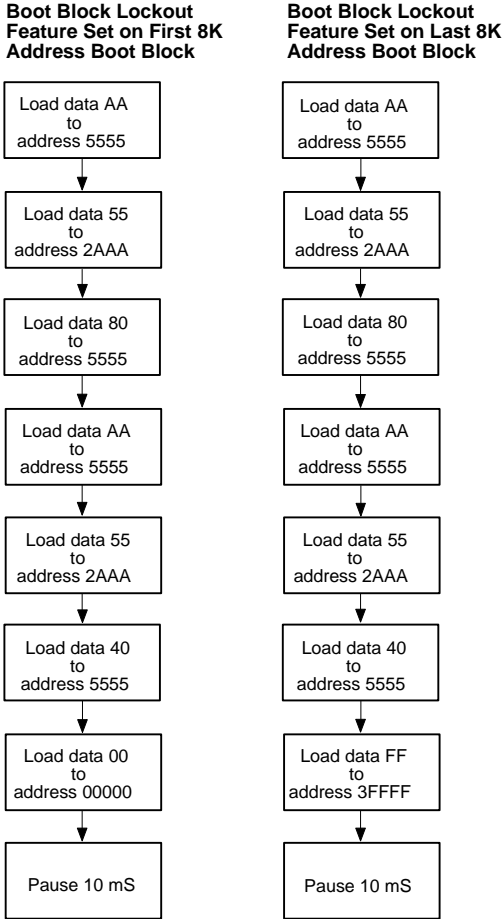 Boot Block Lockout
Feature Set on First 8K
Address Boot Block
Load data AA
to
address 5555
Load data 55
to
address 2AAA
Load data 80
to
address 5555
Load data AA
to
address 5555
Load data 55
to
address 2AAA
Load data 40
to
address 5555
Load data 00
to
address 00000
Pause 10 mS
Boot Block Lockout
Feature Set on Last 8K
Address Boot Block
Load data AA
to
address 5555
Load data 55
to
address 2AAA
Load data 80
to
address 5555
Load data AA
to
address 5555
Load data 55
to
address 2AAA
Load data 40
to
address 5555
Load data FF
to
address 3FFFF
Pause 10 mS